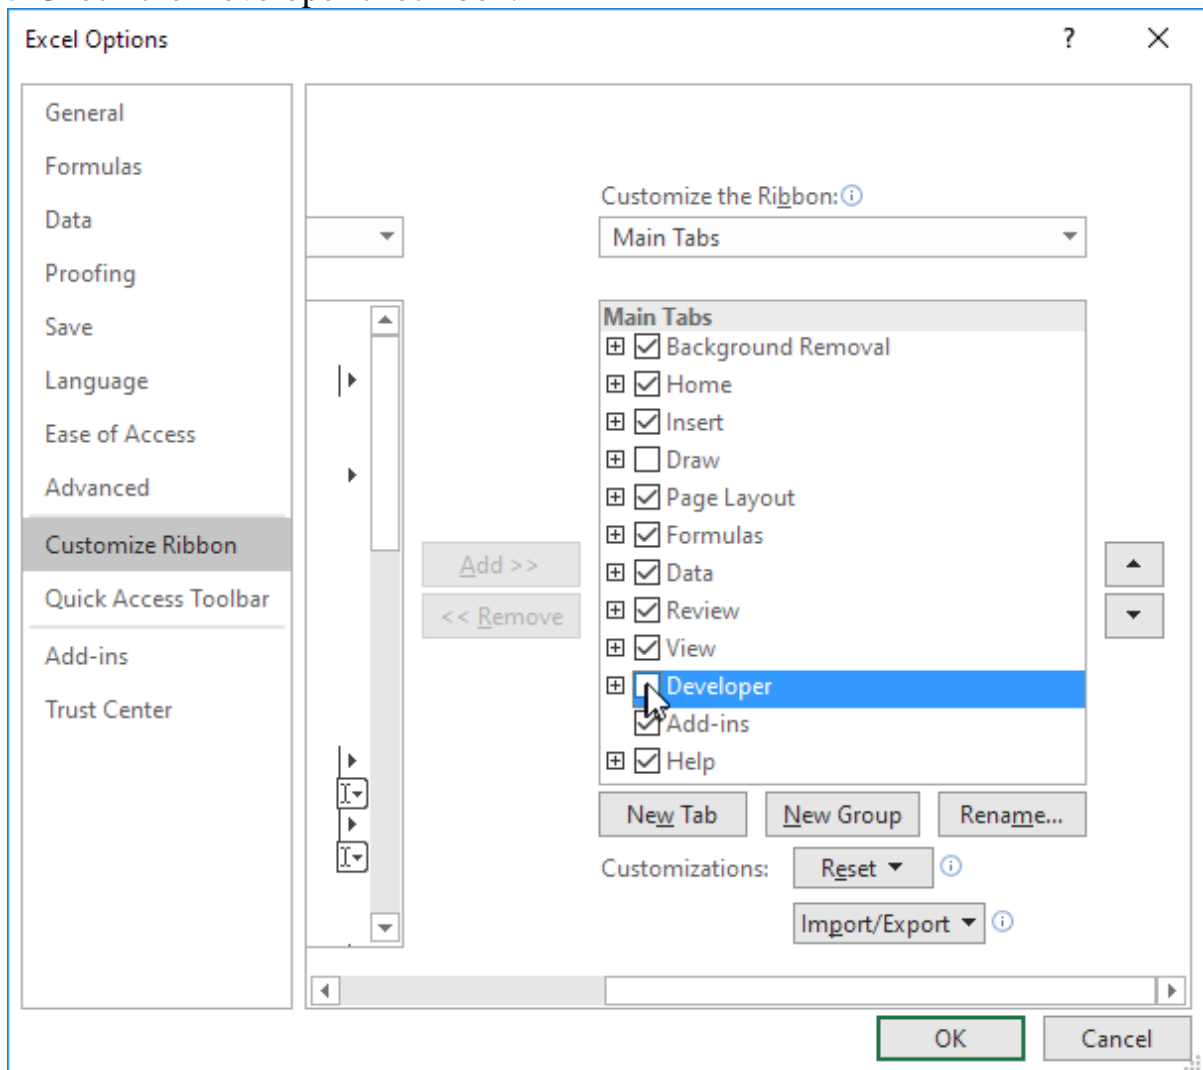 Excel Options
?
General
Formulas
Data
Proofing
Save
Language
Ease of Access
Advanced
Customize Ribbon
Quick Access Toolbar
Add-ins
Trust Center
Add >>
<< Remove
Customize the Ribbon:
Main Tabs
Main Tabs
Background Removal
Home
Insert
Draw
Page Layout
Formulas
Data
Review
View
Developer
Add-ins
Help
New Tab New Group Rename...
Customizations: Reset
Import/Export
OK Cancel